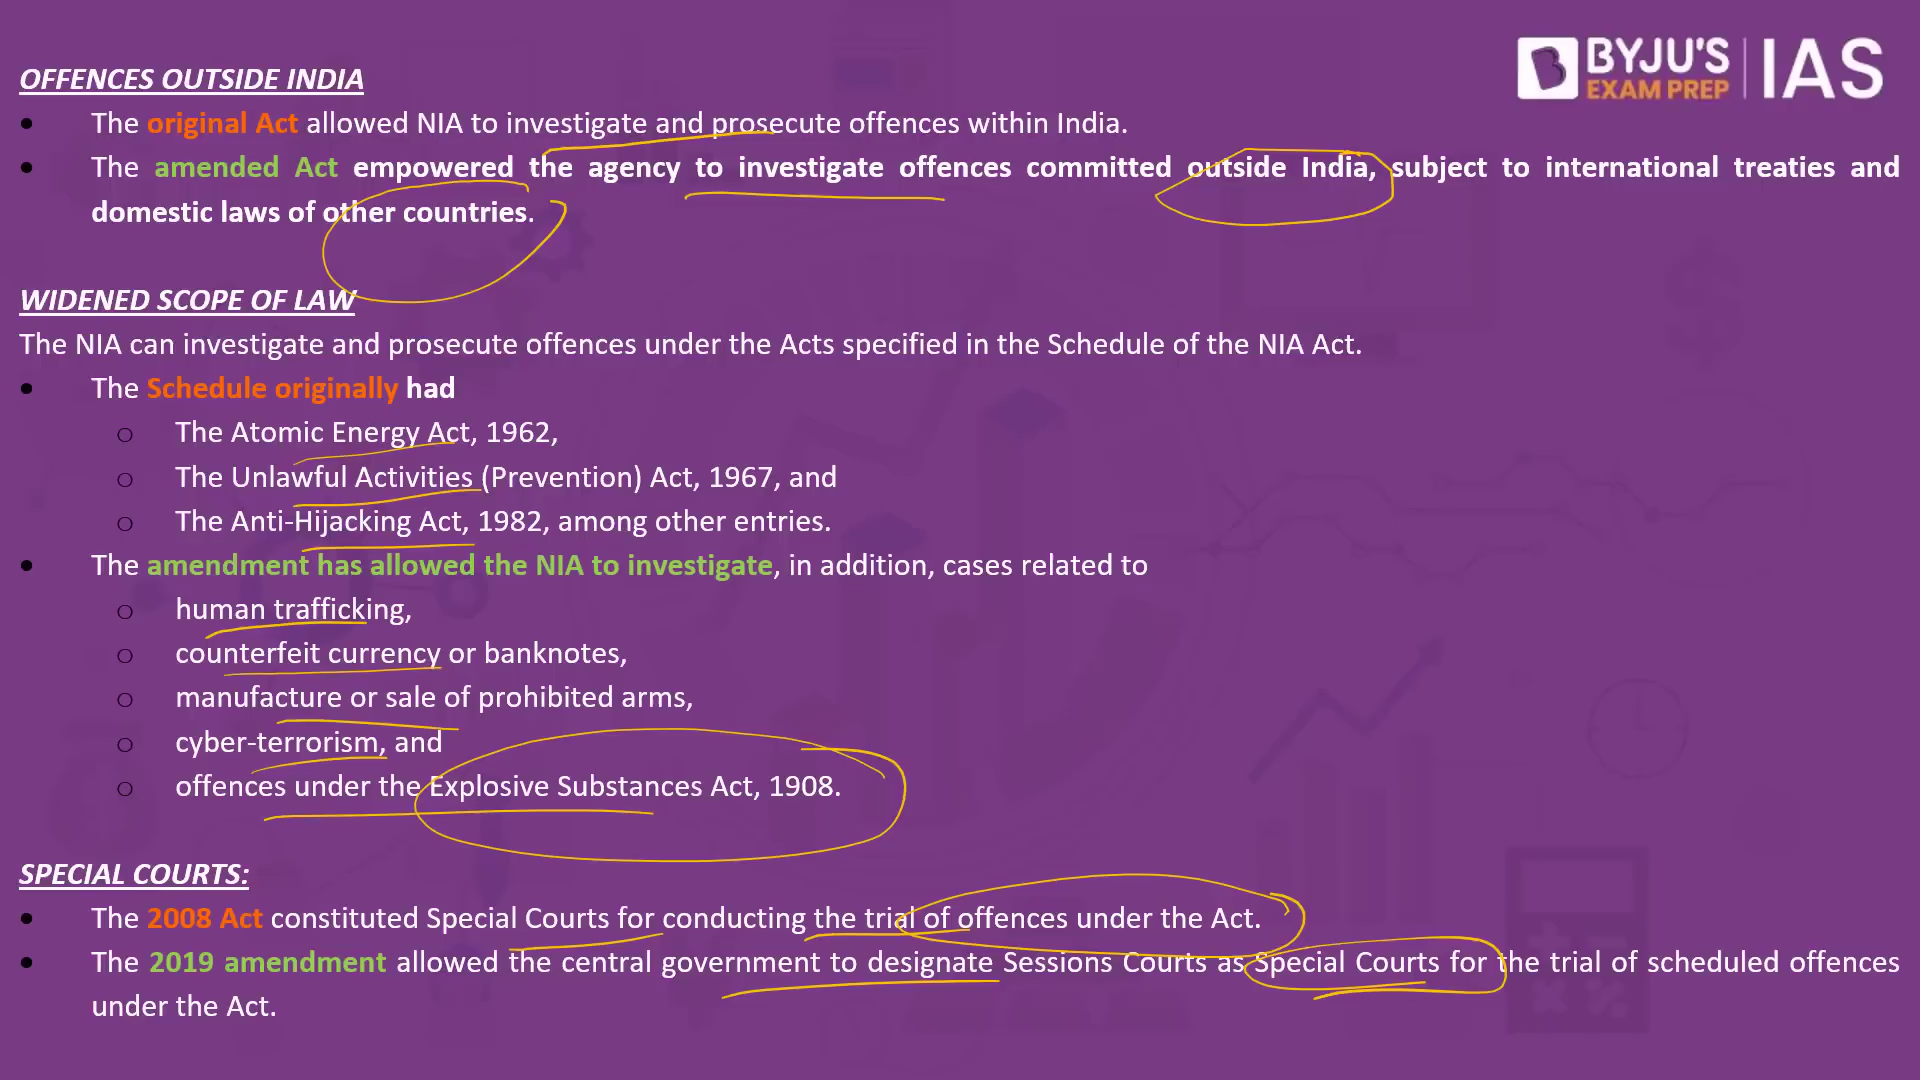 BYJU'S
EXAM PREP
IAS
OFFENCES OUTSIDE INDIA
• The original Act allowed NIA to investigate and prosecute offences within India.
• The amended Act empowered the agency to investigate offences committed outside India, subject to international treaties and
domestic laws of other countries.
WIDENED SCOPE OF LAW
The NIA can investigate and prosecute offences under the Acts specified in the Schedule of the NIA Act.
• The Schedule originally had
o The Atomic Energy Act, 1962,
o The Unlawful Activities (Prevention) Act, 1967, and
o The Anti-Hijacking Act, 1982, among other entries.
• The amendment has allowed the NIA to investigate, in addition, cases related to
o human trafficking,
o counterfeit currency or banknotes,
o manufacture or sale of prohibited arms,
o cyber-terrorism, and
o offences under the Explosive Substances Act, 1908.
SPECIAL COURTS:
• The 2008 Act constituted Special Courts for conducting the trial of offences under the Act.
• The 2019 amendment allowed the central government to designate Sessions Courts as Special Courts for the trial of scheduled offences
under the Act.